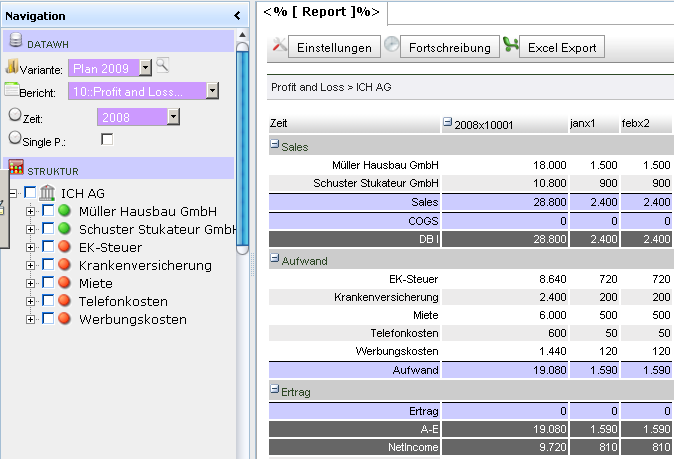 Navigation
<% [ Report ]%>
DATAWH
Variante: Plan 2009
Bericht: 10::Profit and Loss...
Zeit: 2008
Single P.:
STRUKTUR
ICH AG
Müller Hausbau GmbH
Schuster Stukateur GmbH
EK-Steuer
Krankenversicherung
Miete
Telefonkosten
Werbungskosten
Einstellungen Fortschreibung Excel Export
Profit and Loss > ICH AG
Zeit 2008x10001 janx1 febx2
Sales
Müller Hausbau GmbH 18.000 1.500 1.500
Schuster Stukateur GmbH 10.800 900 900
Sales 28.800 2.400 2.400
COGS 0 0 0
DB I 28.800 2.400 2.400
Aufwand
EK-Steuer 8.640 720 720
Krankenversicherung 2.400 200 200
Miete 6.000 500 500
Telefonkosten 600 50 50
Werbungskosten 1.440 120 120
Aufwand 19.080 1.590 1.590
Ertrag
Ertrag 0 0 0
A-E 19.080 1.590 1.590
NetIncome 9.720 810 810